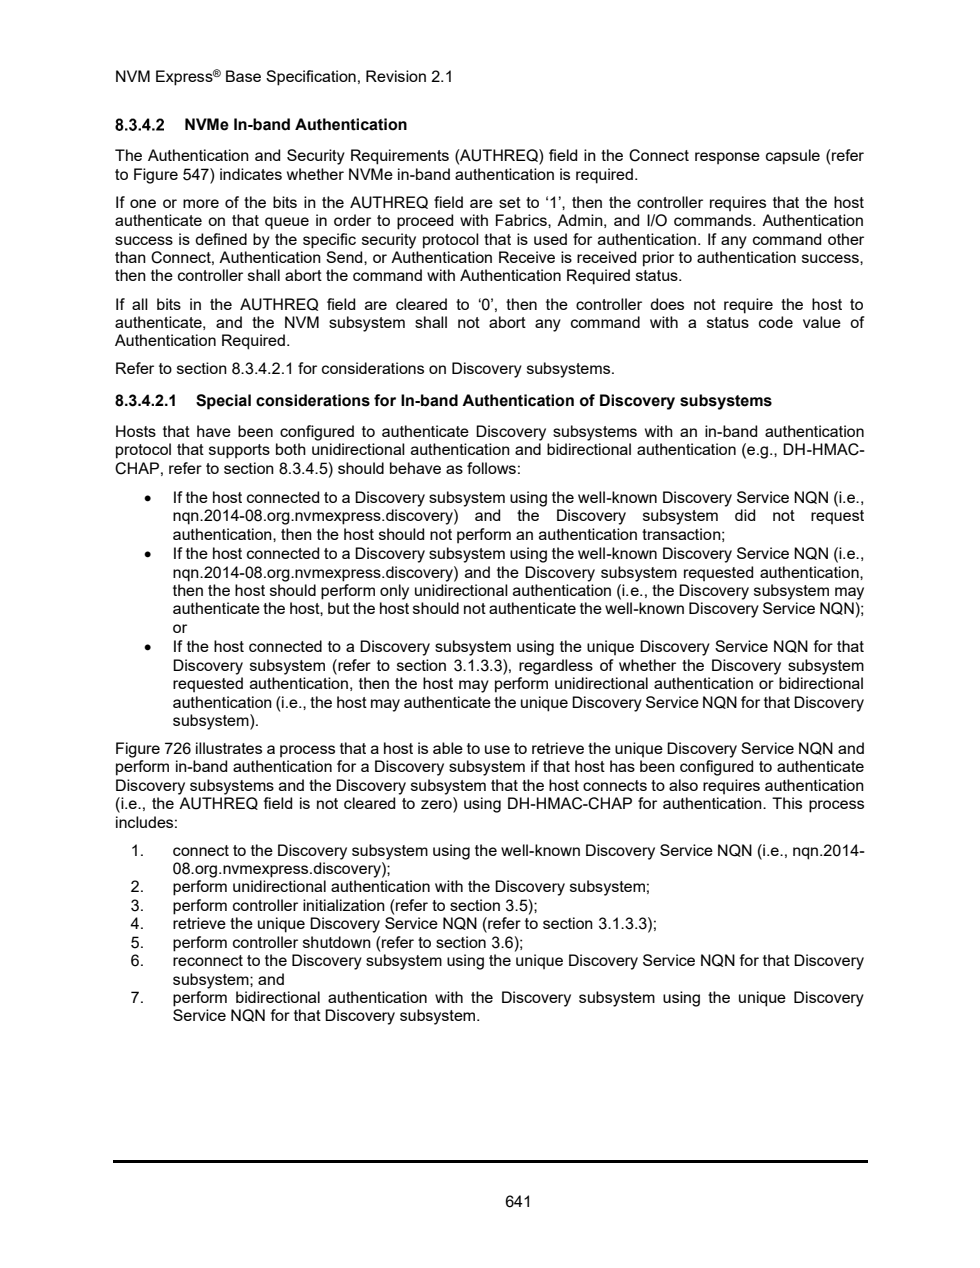 NVM Express® Base Specification, Revision 2.1
8.3.4.2 NVMe In-band Authentication
The Authentication and Security Requirements (AUTHREQ) field in the Connect response capsule (refer
to Figure 547) indicates whether NVMe in-band authentication is required.
If one or more of the bits in the AUTHREQ field are set to ‘1’, then the controller requires that the host
authenticate on that queue in order to proceed with Fabrics, Admin, and I/O commands. Authentication
success is defined by the specific security protocol that is used for authentication. If any command other
than Connect, Authentication Send, or Authentication Receive is received prior to authentication success,
then the controller shall abort the command with Authentication Required status.
If all bits in the AUTHREQ field are cleared to ‘0’, then the controller does not require the host to
authenticate, and the NVM subsystem shall not abort any command with a status code value of
Authentication Required.
Refer to section 8.3.4.2.1 for considerations on Discovery subsystems.
8.3.4.2.1 Special considerations for In-band Authentication of Discovery subsystems
Hosts that have been configured to authenticate Discovery subsystems with an in-band authentication
protocol that supports both unidirectional authentication and bidirectional authentication (e.g., DH-HMAC-
CHAP, refer to section 8.3.4.5) should behave as follows:
• If the host connected to a Discovery subsystem using the well-known Discovery Service NQN (i.e.,
nqn.2014-08.org.nvmexpress.discovery) and the Discovery subsystem did not request
authentication, then the host should not perform an authentication transaction;
• If the host connected to a Discovery subsystem using the well-known Discovery Service NQN (i.e.,
nqn.2014-08.org.nvmexpress.discovery) and the Discovery subsystem requested authentication,
then the host should perform only unidirectional authentication (i.e., the Discovery subsystem may
authenticate the host, but the host should not authenticate the well-known Discovery Service NQN);
or
• If the host connected to a Discovery subsystem using the unique Discovery Service NQN for that
Discovery subsystem (refer to section 3.1.3.3), regardless of whether the Discovery subsystem
requested authentication, then the host may perform unidirectional authentication or bidirectional
authentication (i.e., the host may authenticate the unique Discovery Service NQN for that Discovery
subsystem).
Figure 726 illustrates a process that a host is able to use to retrieve the unique Discovery Service NQN and
perform in-band authentication for a Discovery subsystem if that host has been configured to authenticate
Discovery subsystems and the Discovery subsystem that the host connects to also requires authentication
(i.e., the AUTHREQ field is not cleared to zero) using DH-HMAC-CHAP for authentication. This process
includes:
1. connect to the Discovery subsystem using the well-known Discovery Service NQN (i.e., nqn.2014-
08.org.nvmexpress.discovery);
2. perform unidirectional authentication with the Discovery subsystem;
3. perform controller initialization (refer to section 3.5);
4. retrieve the unique Discovery Service NQN (refer to section 3.1.3.3);
5. perform controller shutdown (refer to section 3.6);
6. reconnect to the Discovery subsystem using the unique Discovery Service NQN for that Discovery
subsystem; and
7. perform bidirectional authentication with the Discovery subsystem using the unique Discovery
Service NQN for that Discovery subsystem.
641